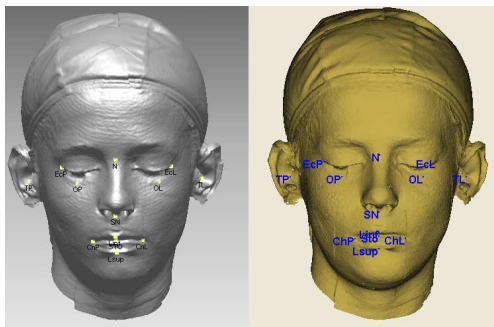 N
EcP EcL
TP OP OL TL
SN
ChP STO ChL
Lsup
N
EcP EcL
TP OP OL TL
SN
Linf
ChP Sto ChL
Lsup